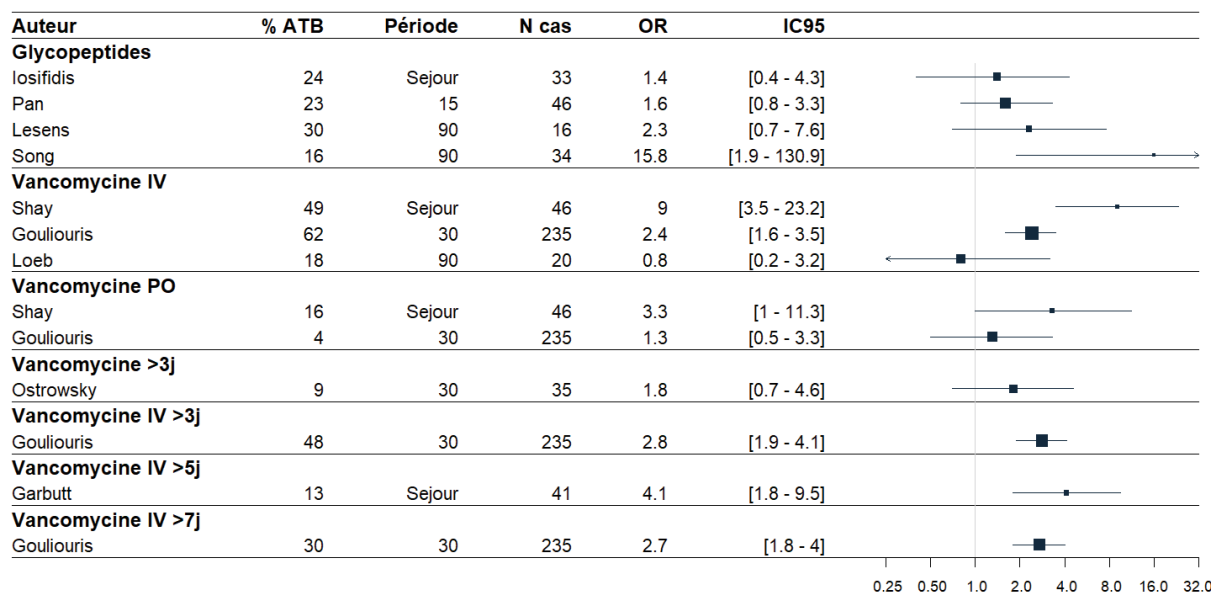 Auteur % ATB Période N cas OR IC95
Glycopeptides
Iosifidis 24 Sejour 33 1.4 [0.4 - 4.3]
Pan 23 15 46 1.6 [0.8 - 3.3]
Lesens 30 90 16 2.3 [0.7 - 7.6]
Song 16 90 34 15.8 [1.9 - 130.9]
Vancomycine IV
Shay 49 Sejour 46 9 [3.5 - 23.2]
Gouliouris 62 30 235 2.4 [1.6 - 3.5]
Loeb 18 90 20 0.8 [0.2 - 3.2]
Vancomycine PO
Shay 16 Sejour 46 3.3 [1 - 11.3]
Gouliouris 4 30 235 1.3 [0.5 - 3.3]
Vancomycine >3j
Ostrowsky 9 30 35 1.8 [0.7 - 4.6]
Vancomycine IV >3j
Gouliouris 48 30 235 2.8 [1.9 - 4.1]
Vancomycine IV >5j
Garbutt 13 Sejour 41 4.1 [1.8 - 9.5]
Vancomycine IV >7j
Gouliouris 30 30 235 2.7 [1.8 - 4]
0.25 0.50 1.0 2.0 4.0 8.0 16.0 32.0